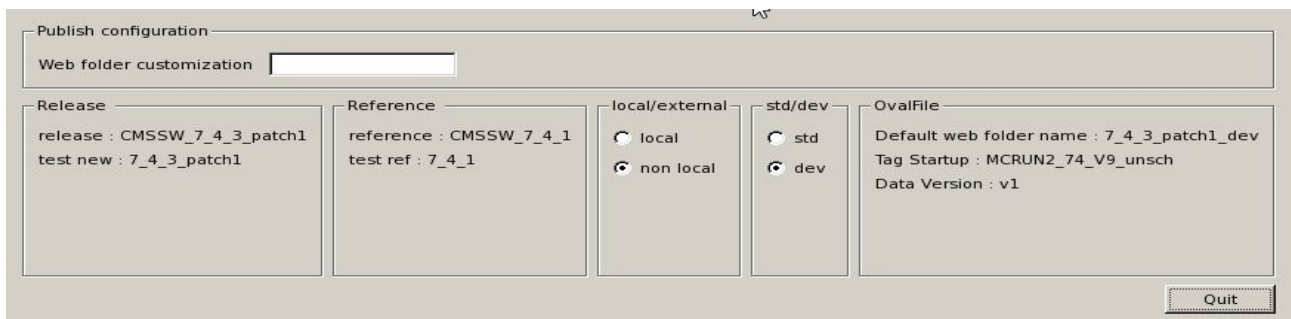 Publish configuration
Web folder customization
Release
release : CMSSW_7_4_3_patch1
test new : 7_4_3_patch1
Reference
reference : CMSSW_7_4_1
test ref : 7_4_1
local/external
local
non local
std/dev
std
dev
OvalFile
Default web folder name : 7_4_3_patch1_dev
Tag Startup : MCRUN2_74_V9_unsch
Data Version : v1
Quit